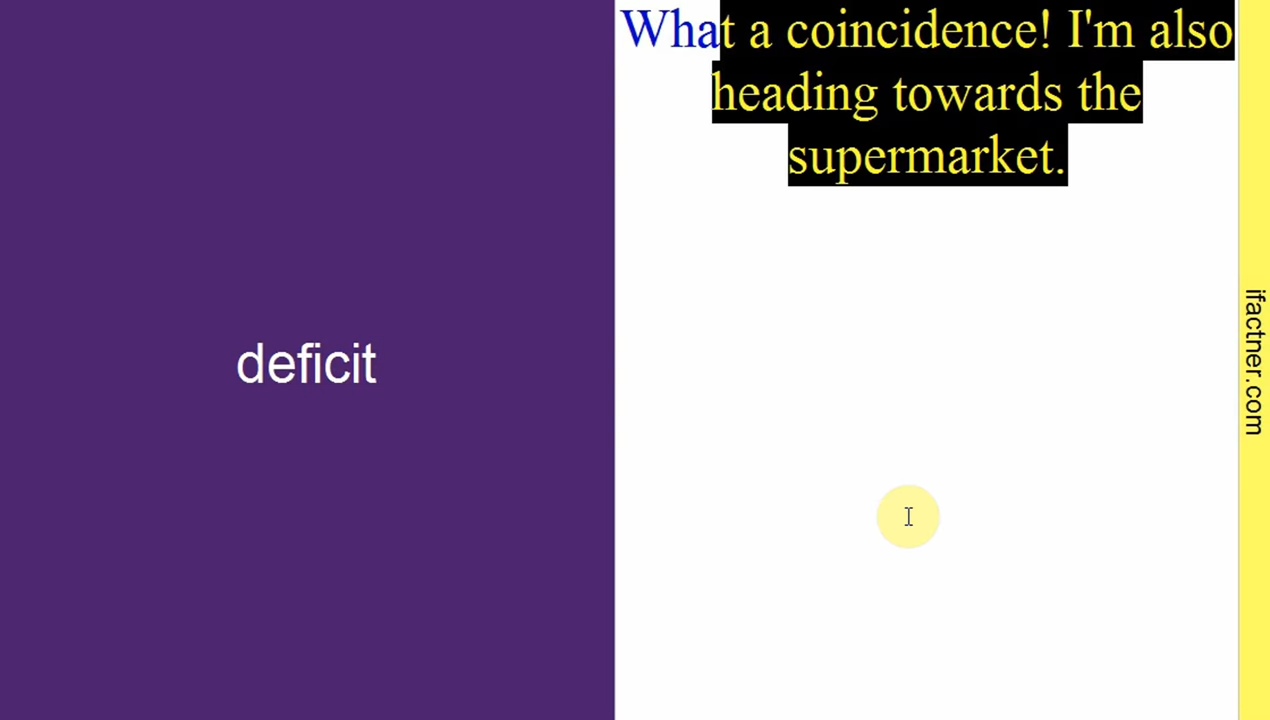 What a coincidence! I'm also
heading towards the
supermarket.
deficit
ifactner.com